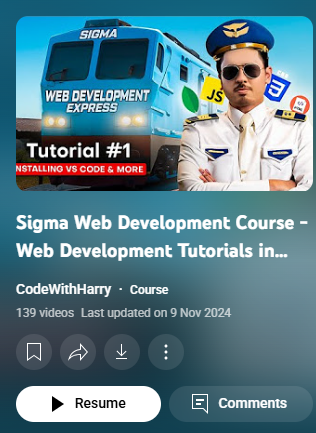 SIGMA
WEB DEVELOPMENT
EXPRESS
JS
Tutorial #1
INSTALLING VS CODE & MORE
Sigma Web Development Course -
Web Development Tutorials in...
CodeWithHarry · Course
139 videos Last updated on 9 Nov 2024
Resume
Comments